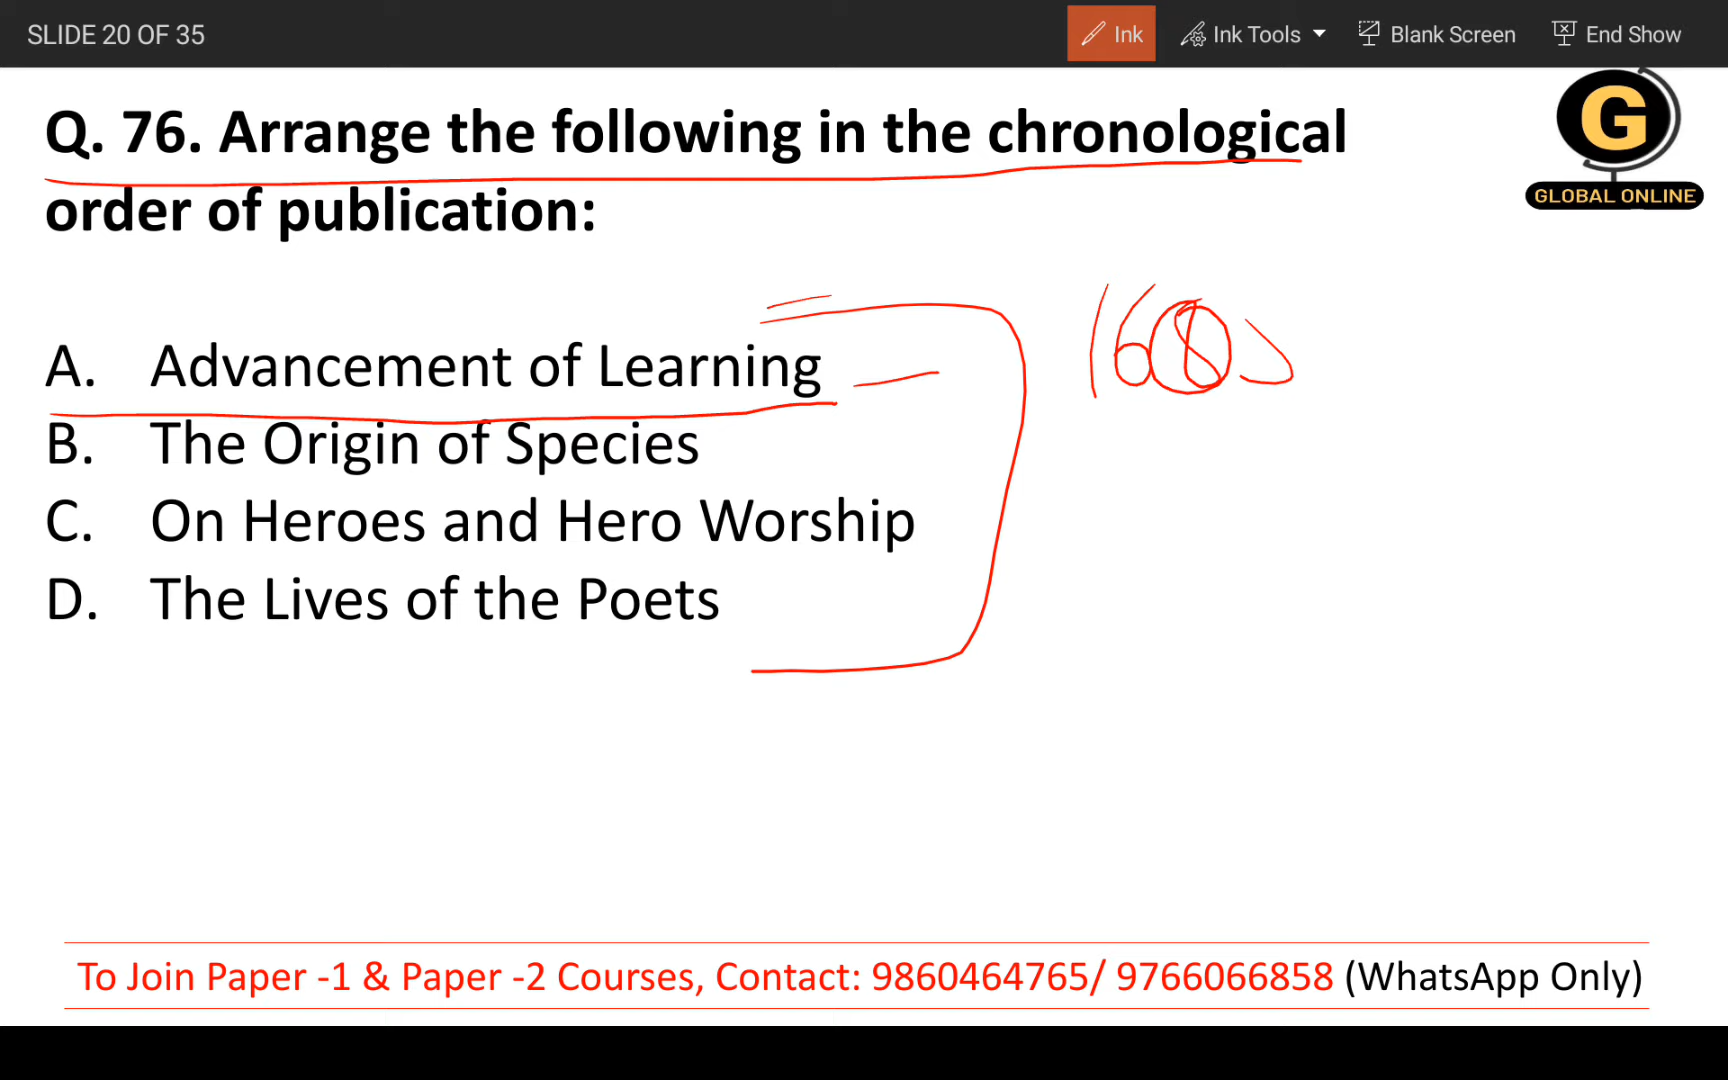 SLIDE 20 OF 35 Ink Ink Tools Blank Screen End Show
Q. 76. Arrange the following in the chronological
order of publication:
G
GLOBAL ONLINE
A. Advancement of Learning
B. The Origin of Species
C. On Heroes and Hero Worship
D. The Lives of the Poets
To Join Paper -1 & Paper -2 Courses, Contact: 9860464765/ 9766066858 (WhatsApp Only)